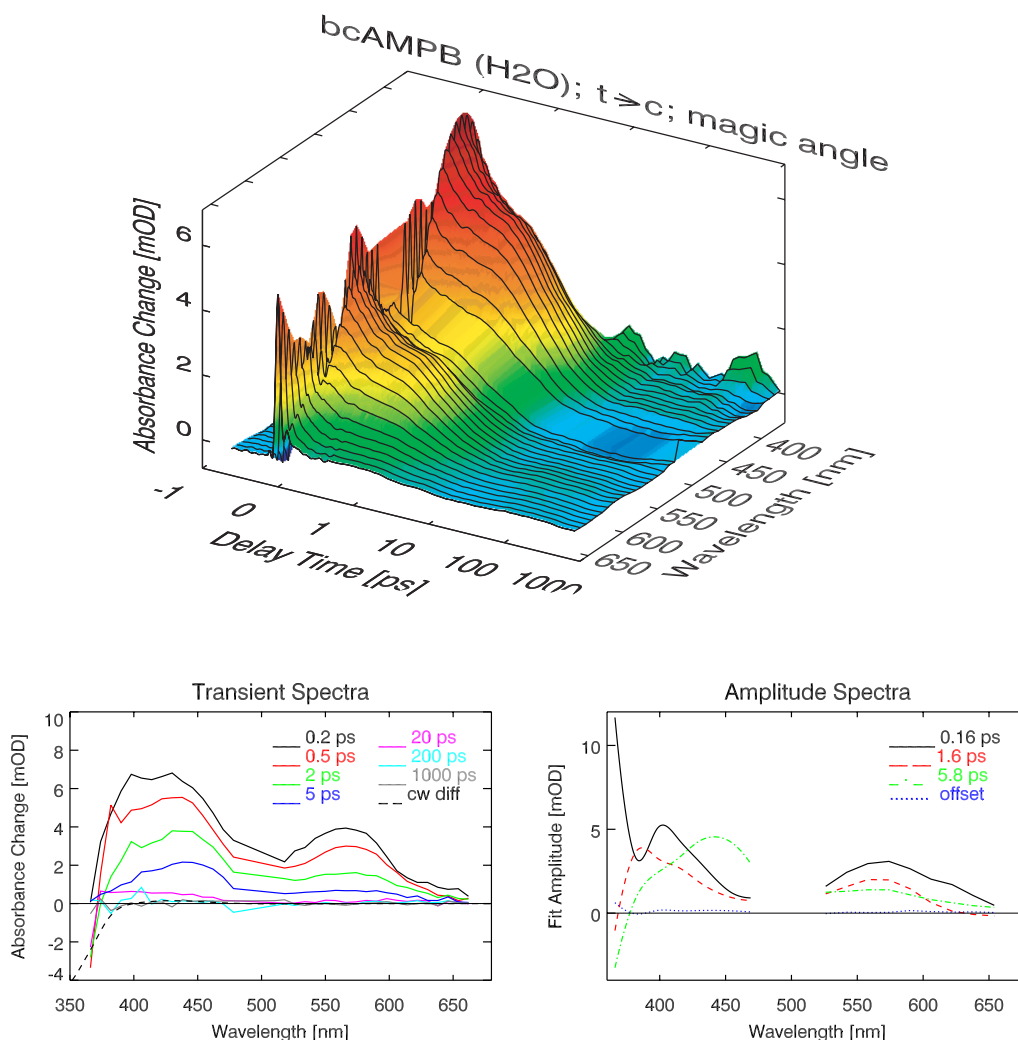 bcAMPB (H2O); t->c; magic angle
Absorbance Change [mOD]
6
4
2
0
-1
0
1
10
100
1000
Delay Time [ps]
400
450
500
550
600
650
Wavelength [nm]
Transient Spectra
Absorbance Change [mOD]
10
8
6
4
2
0
-2
-4
0.2 ps
0.5 ps
2 ps
5 ps
20 ps
200 ps
1000 ps
cw diff
350 400 450 500 550 600 650
Wavelength [nm]
Amplitude Spectra
Fit Amplitude [mOD]
10
5
0
0.16 ps
1.6 ps
5.8 ps
offset
400 450 500 550 600 650
Wavelength [nm]